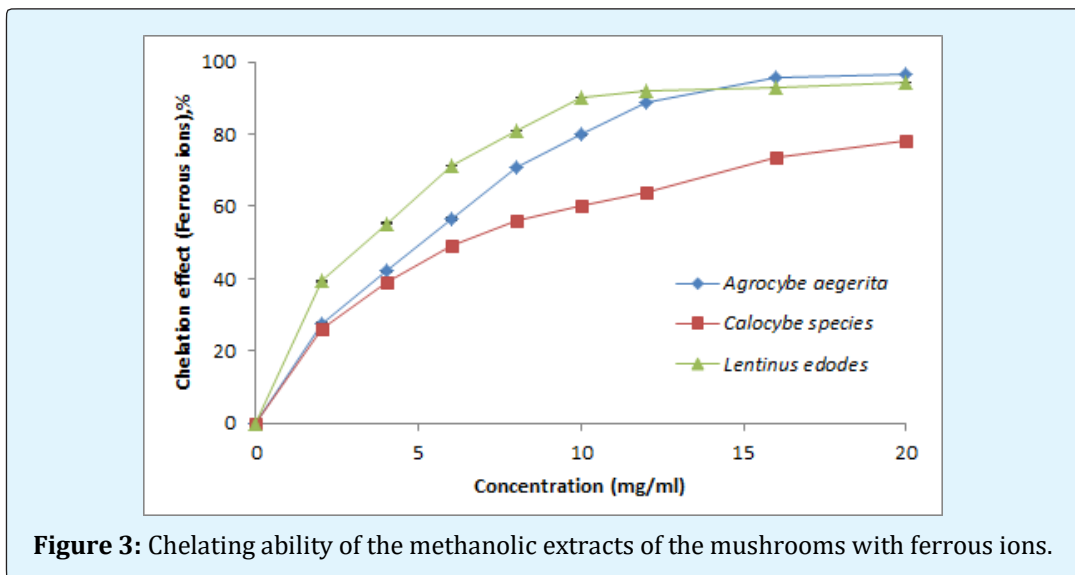 100
80
60
40
20
0
Chelation effect (Ferrous ions),%
Agrocybe aegerita
Calocybe species
Lentinus edodes
0 5 10 15 20
Concentration (mg/ml)
Figure 3: Chelating ability of the methanolic extracts of the mushrooms with ferrous ions.